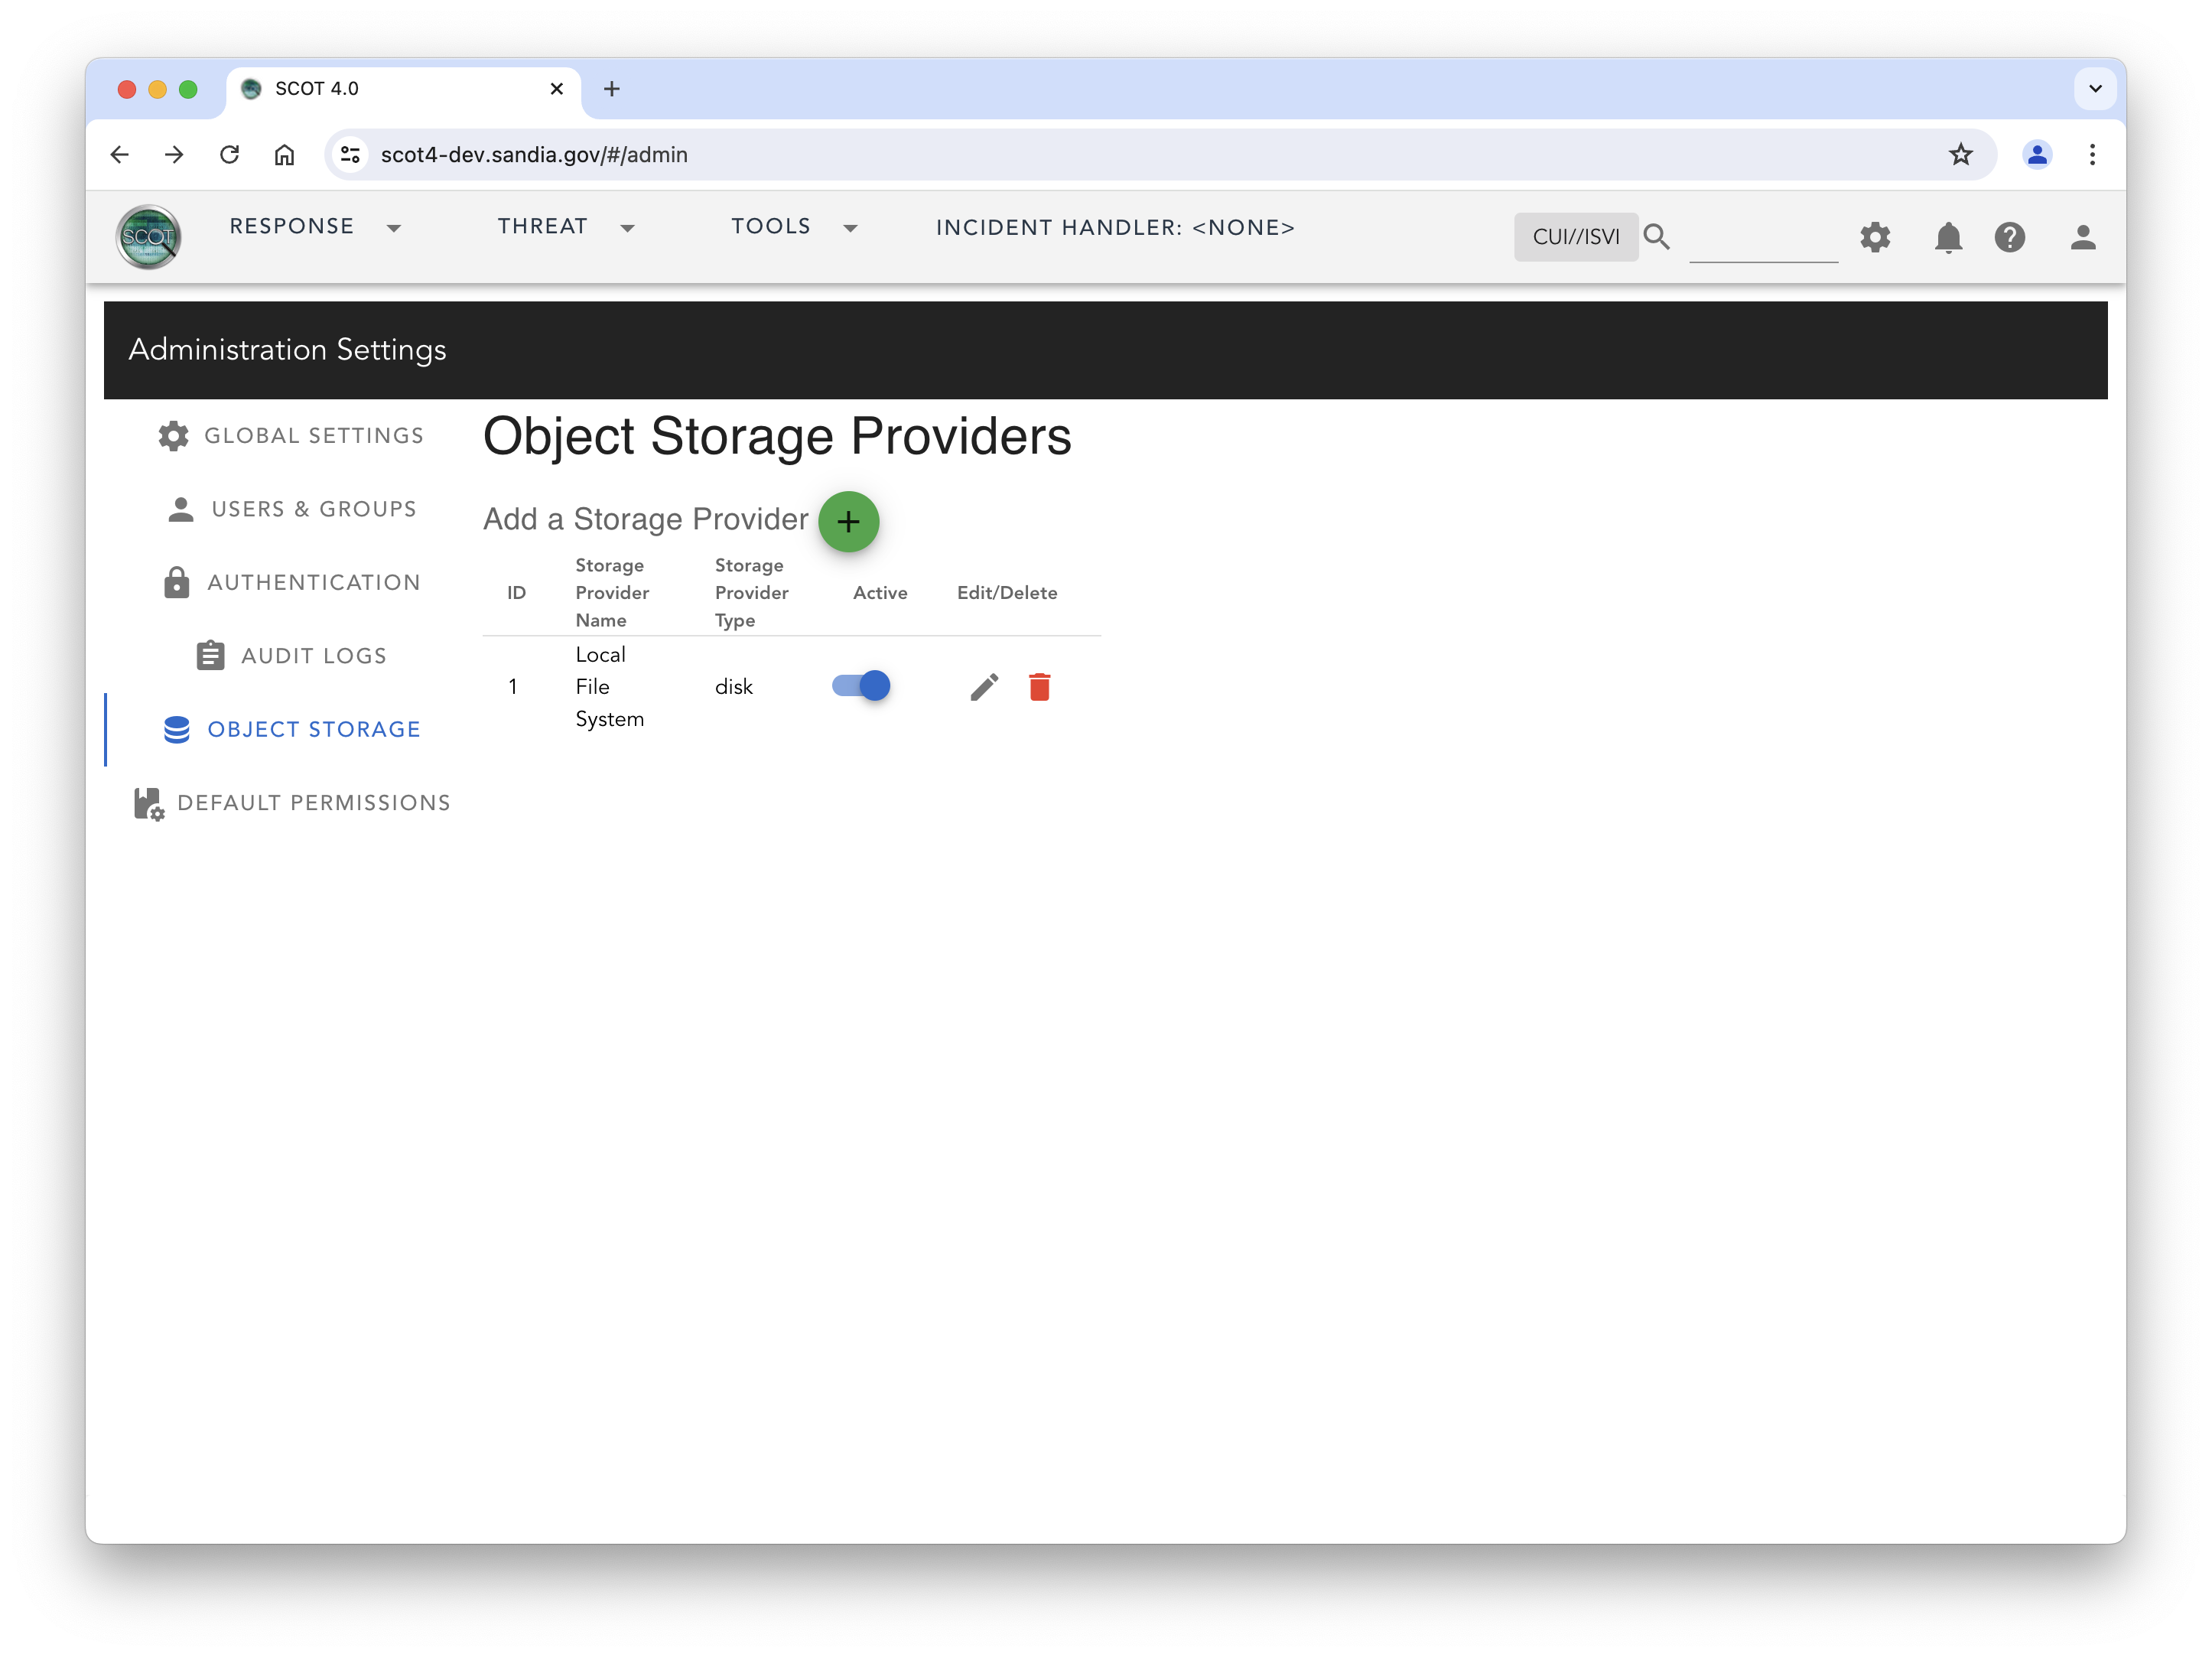 SCOT 4.0
scot4-dev.sandia.gov/#/admin
SCOT
RESPONSE
THREAT
TOOLS
INCIDENT HANDLER: <NONE>
CUI//ISVI
Administration Settings
GLOBAL SETTINGS
USERS & GROUPS
AUTHENTICATION
AUDIT LOGS
OBJECT STORAGE
DEFAULT PERMISSIONS
Object Storage Providers
Add a Storage Provider
ID
Storage
Provider
Name
Storage
Provider
Type
Active
Edit/Delete
1
Local
File
System
disk